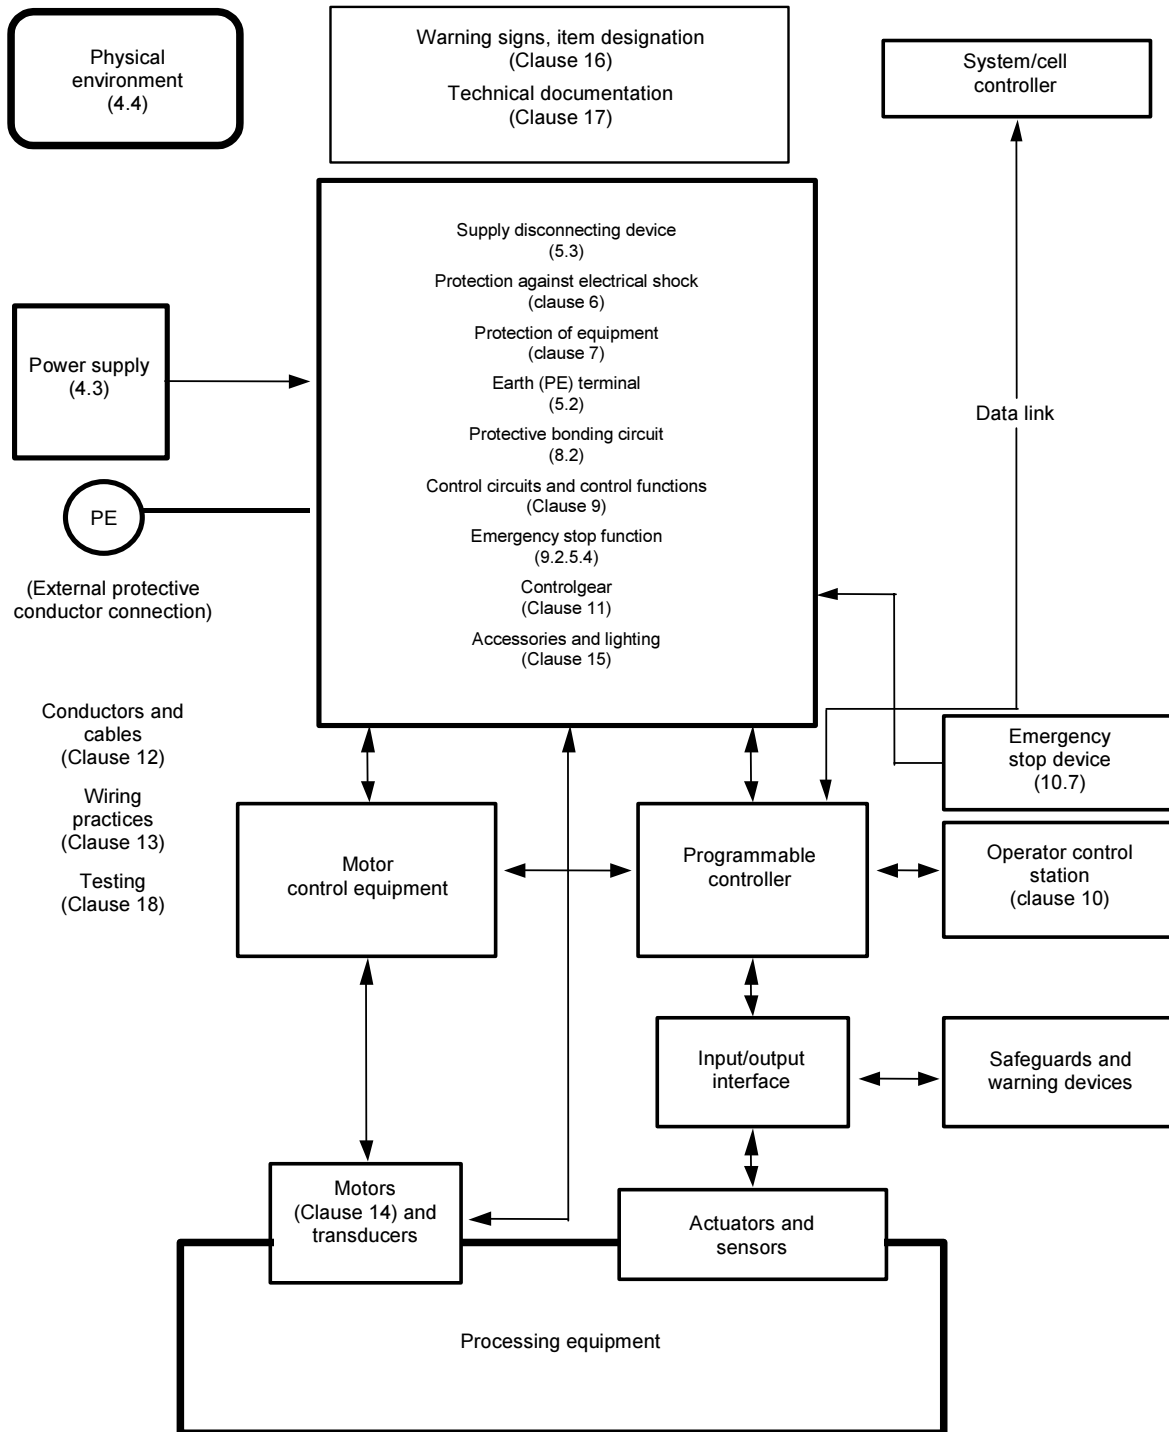 Physical
environment
(4.4)
Warning signs, item designation
(Clause 16)
Technical documentation
(Clause 17)
System/cell
controller
Supply disconnecting device
(5.3)
Protection against electrical shock
(clause 6)
Protection of equipment
(clause 7)
Earth (PE) terminal
(5.2)
Protective bonding circuit
(8.2)
Control circuits and control functions
(Clause 9)
Emergency stop function
(9.2.5.4)
Controlgear
(Clause 11)
Accessories and lighting
(Clause 15)
Power supply
(4.3)
Data link
PE
(External protective
conductor connection)
Conductors and
cables
(Clause 12)
Wiring
practices
(Clause 13)
Testing
(Clause 18)
Emergency
stop device
(10.7)
Motor
control equipment
Programmable
controller
Operator control
station
(clause 10)
Input/output
interface
Safeguards and
warning devices
Motors
(Clause 14) and
transducers
Actuators and
sensors
Processing equipment